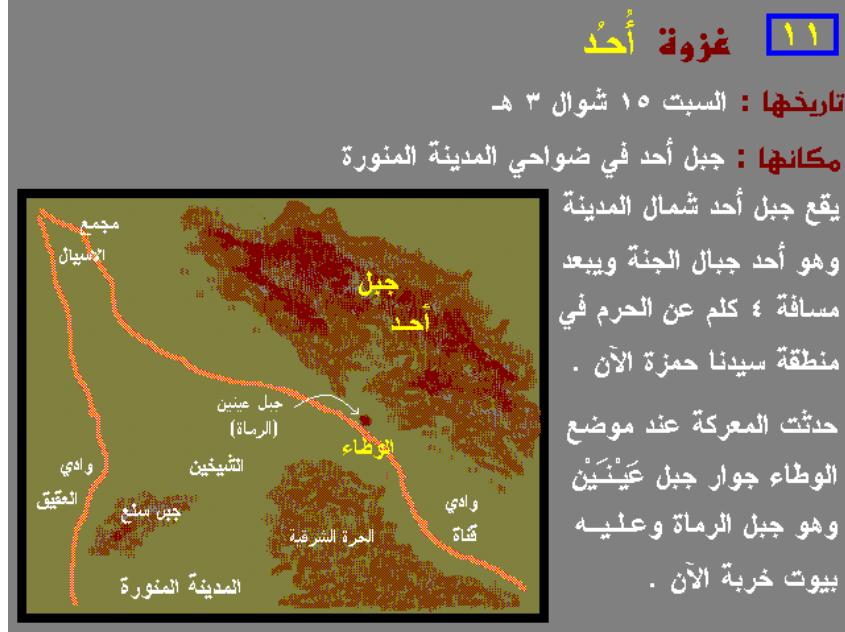 ١١ غزوة أُحُد
تاريخها : السبت ١٥ شوال ٣ هـ
مكانها : جبل أحد في ضواحي المدينة المنورة
يقع جبل أحد شمال المدينة
وهو أحد جبال الجنة ويبعد
مسافة ٤ كلم عن الحرم في
منطقة سيدنا حمزة الآن .
حدثت المعركة عند موضع
الوطاء جوار جبل عَيْنَيْن
وهو جبل الرماة وعليه
بيوت خربة الآن .
مجمع
الاسيال
جبل
أحد
جبل عينين
(الرماة)
الوطاء
الشيخين
وادي
العقيق
جبل سلع
وادي
قناة
الحرة الشرقية
المدينة المنورة